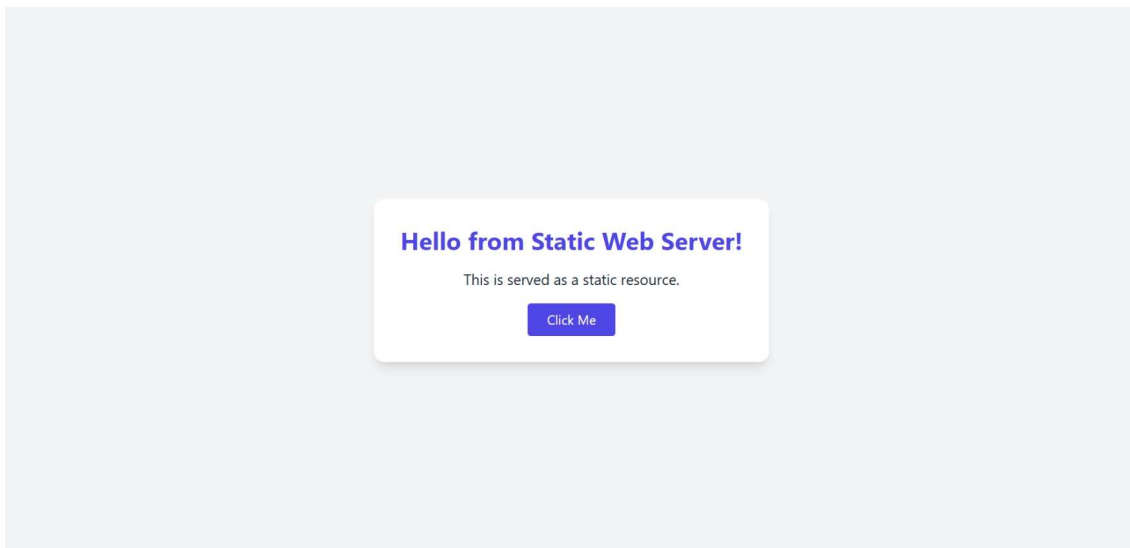 Hello from Static Web Server!
This is served as a static resource.
Click Me